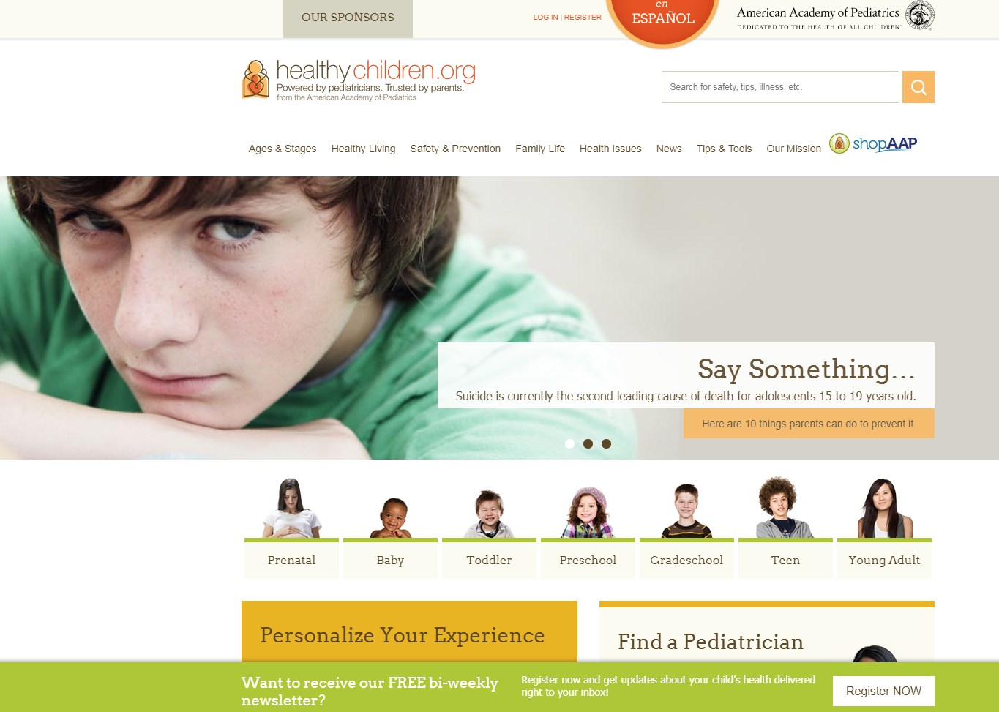 OUR SPONSORS
LOG IN | REGISTER
en
ESPAÑOL
American Academy of Pediatrics
DEDICATED TO THE HEALTH OF ALL CHILDREN™
healthychildren.org
Powered by pediatricians. Trusted by parents.
from the American Academy of Pediatrics
Search for safety, tips, illness, etc.
Ages & Stages Healthy Living Safety & Prevention Family Life Health Issues News Tips & Tools Our Mission shopAAP
Say Something...
Suicide is currently the second leading cause of death for adolescents 15 to 19 years old.
Here are 10 things parents can do to prevent it.
Prenatal Baby Toddler Preschool Gradeschool Teen Young Adult
Personalize Your Experience
Find a Pediatrician
Want to receive our FREE bi-weekly
newsletter?
Register now and get updates about your child's health delivered
right to your inbox!
Register NOW